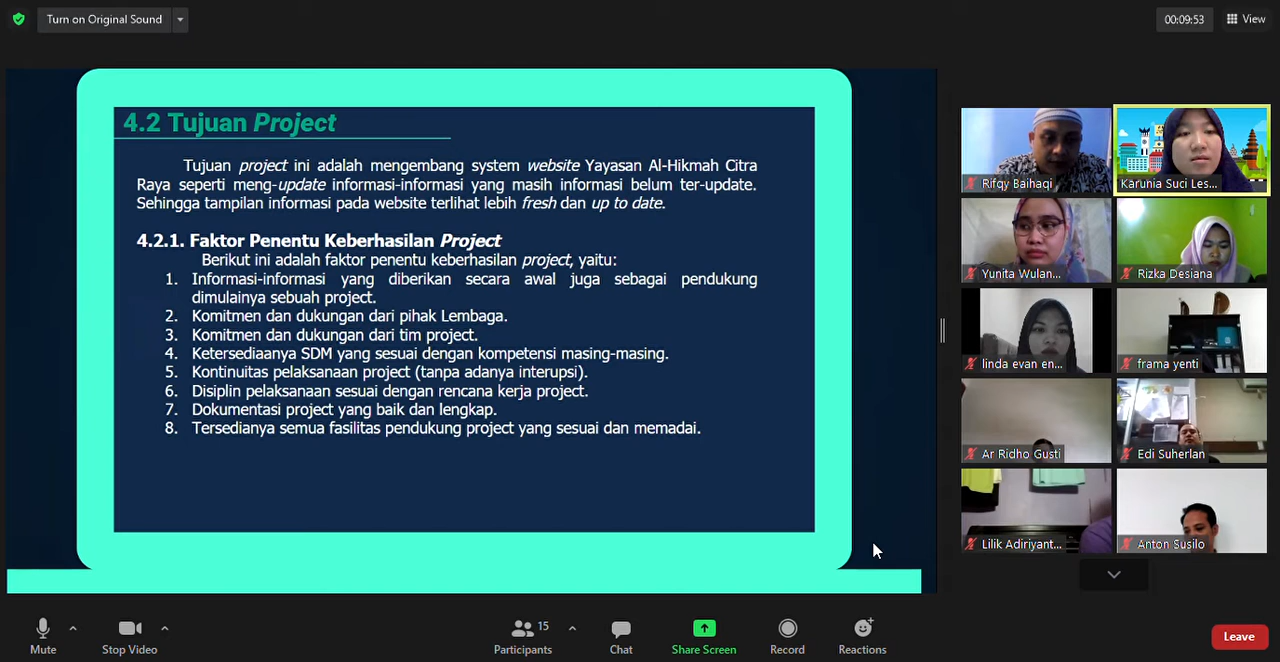 Turn on Original Sound
00:09:53
View
4.2 Tujuan Project
Tujuan project ini adalah mengembang system website Yayasan Al-Hikmah Citra
Raya seperti meng-update informasi-informasi yang masih informasi belum ter-update.
Sehingga tampilan informasi pada website terlihat lebih fresh dan up to date.
4.2.1. Faktor Penentu Keberhasilan Project
Berikut ini adalah faktor penentu keberhasilan project, yaitu:
1. Informasi-informasi yang diberikan secara awal juga sebagai pendukung
dimulainya sebuah project.
2. Komitmen dan dukungan dari pihak Lembaga.
3. Komitmen dan dukungan dari tim project.
4. Ketersediaanya SDM yang sesuai dengan kompetensi masing-masing.
5. Kontinuitas pelaksanaan project (tanpa adanya interupsi).
6. Disiplin pelaksanaan sesuai dengan rencana kerja project.
7. Dokumentasi project yang baik dan lengkap.
8. Tersedianya semua fasilitas pendukung project yang sesuai dan memadai.
Rifqy Baihaqi
Karunia Suci Les...
Yunita Wulan...
Rizka Desiana
linda evan en...
frama yenti
Ar Ridho Gusti
Edi Suherlan
Lilik Adiriyant...
Anton Susilo
Mute
Stop Video
15
Participants
Chat
Share Screen
Record
Reactions
Leave